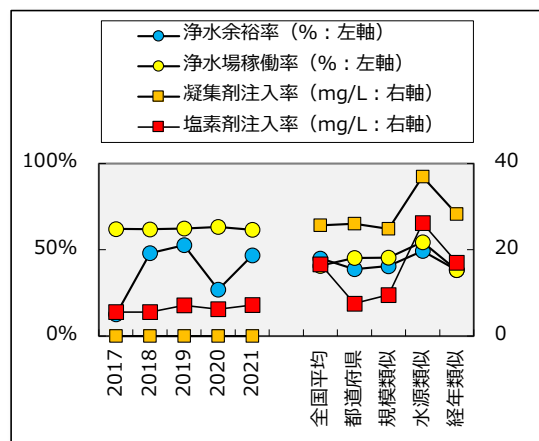 浄水余裕率（%：左軸）
浄水場稼働率（%：左軸）
凝集剤注入率（mg/L：右軸）
塩素剤注入率（mg/L：右軸）
100%
50%
0%
40
20
0
2017
2018
2019
2020
2021
全国平均
都道府県
規模類似
水源類似
経年類似